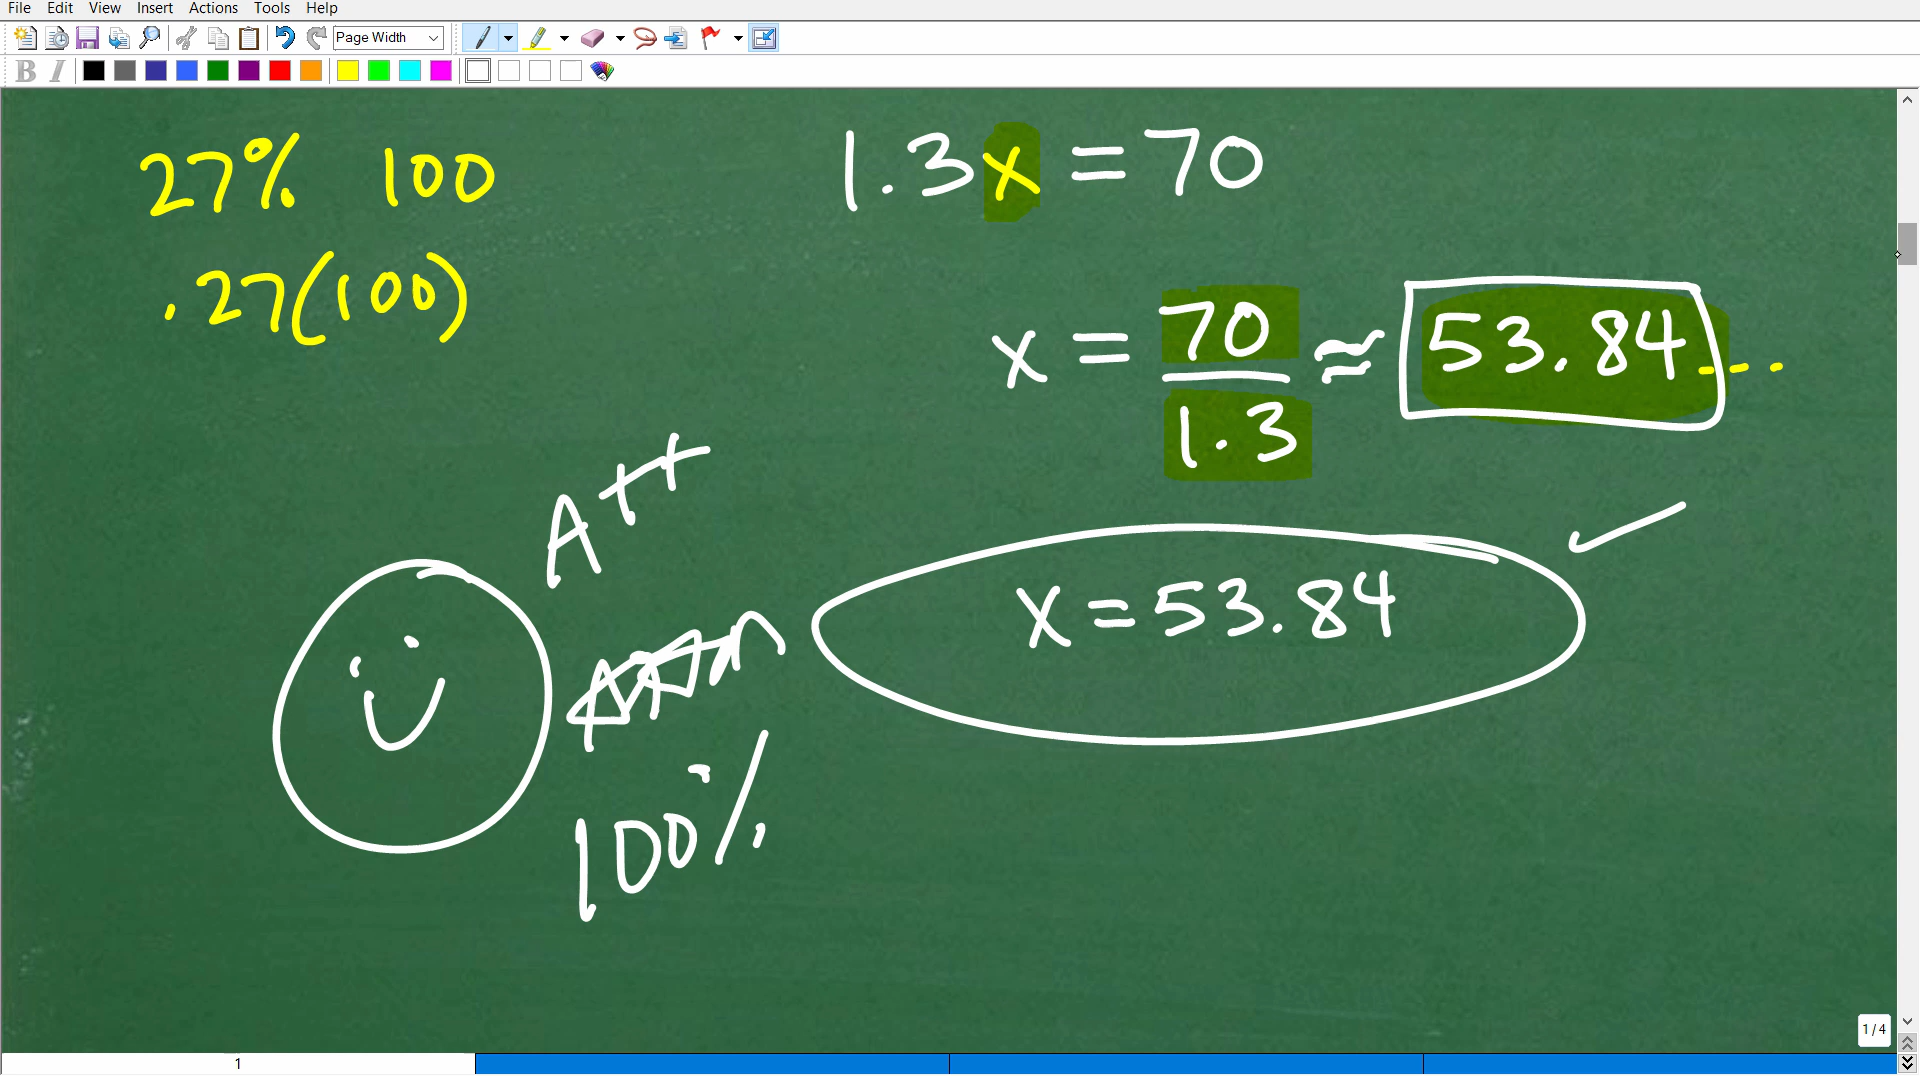 File Edit View Insert Actions Tools Help
Page Width
B I
27% 100
.27(100)
1.3x = 70
x = 70/1.3 ≈ 53.84...
A++
x = 53.84
100%
1/4
1